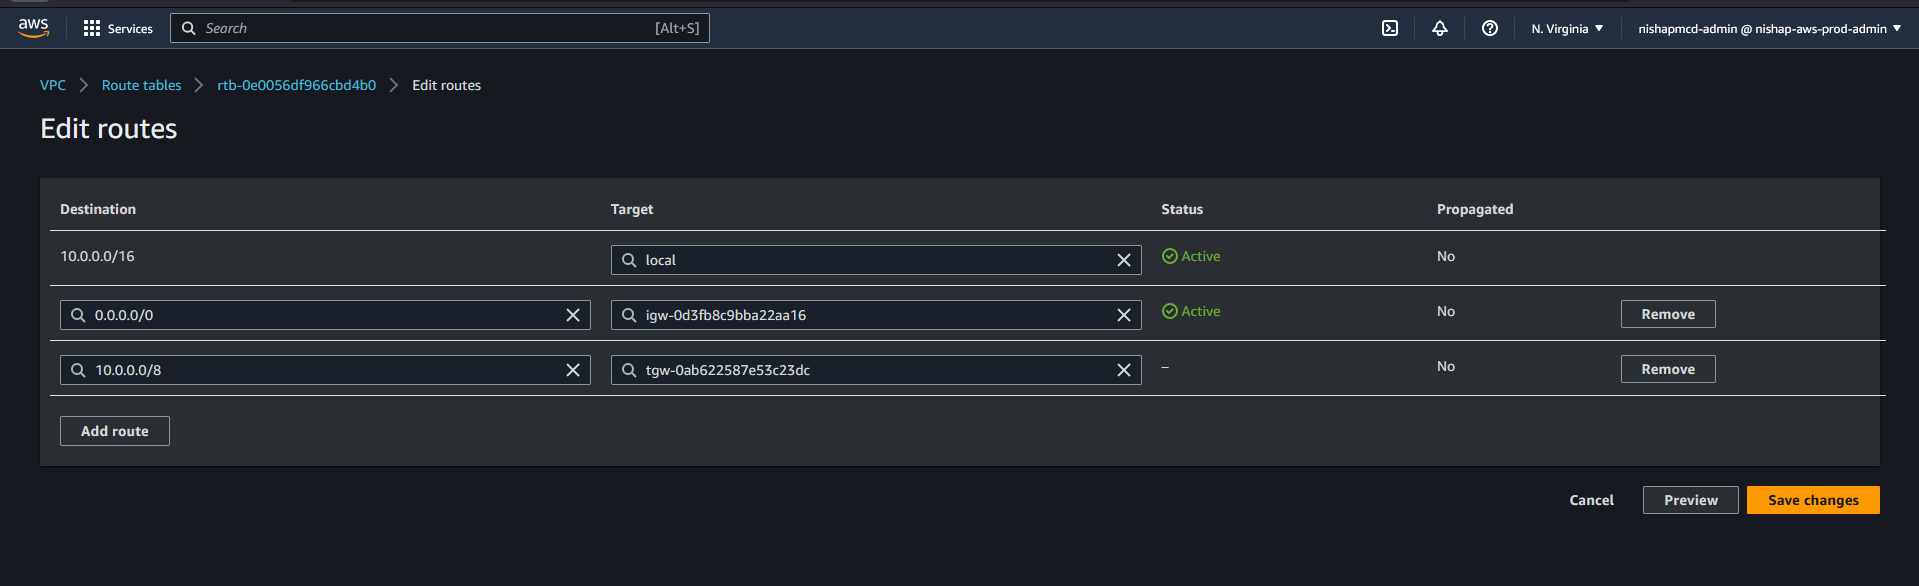 aws Services Search [Alt+S] N. Virginia nishapmcd-admin @ nishap-aws-prod-admin
VPC Route tables rtb-0e0056df966cbd4b0 Edit routes
Edit routes
Destination Target Status Propagated
10.0.0.0/16 local Active No
0.0.0.0/0 igw-0d3fb8c9bba22aa16 Active No Remove
10.0.0.0/8 tgw-0ab622587e53c23dc – No Remove
Add route
Cancel Preview Save changes